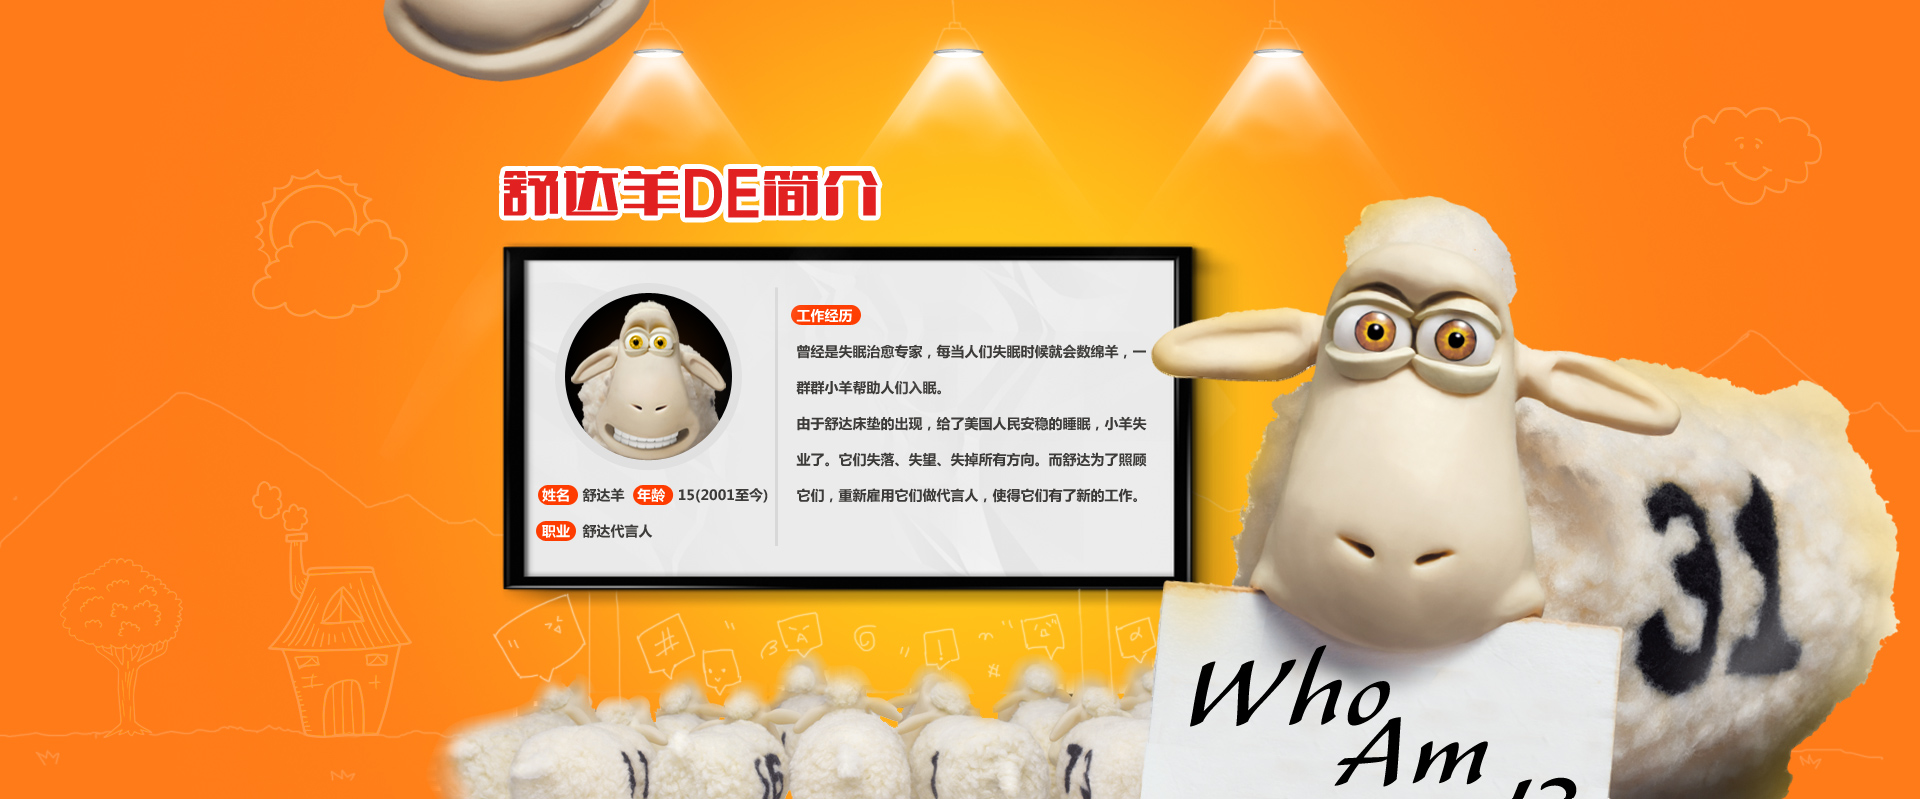 舒达羊DE简介
工作经历
曾经是失眠治愈专家，每当人们失眠时候就会数绵羊，一
群群小羊帮助人们入眠。
由于舒达床垫的出现，给了美国人民安稳的睡眠，小羊失
业了。它们失落、失望、失掉所有方向。而舒达为了照顾
它们，重新雇用它们做代言人，使得它们有了新的工作。
姓名 舒达羊 年龄 15(2001至今)
职业 舒达代言人
31
Who
Am
I?
11
16
1
73